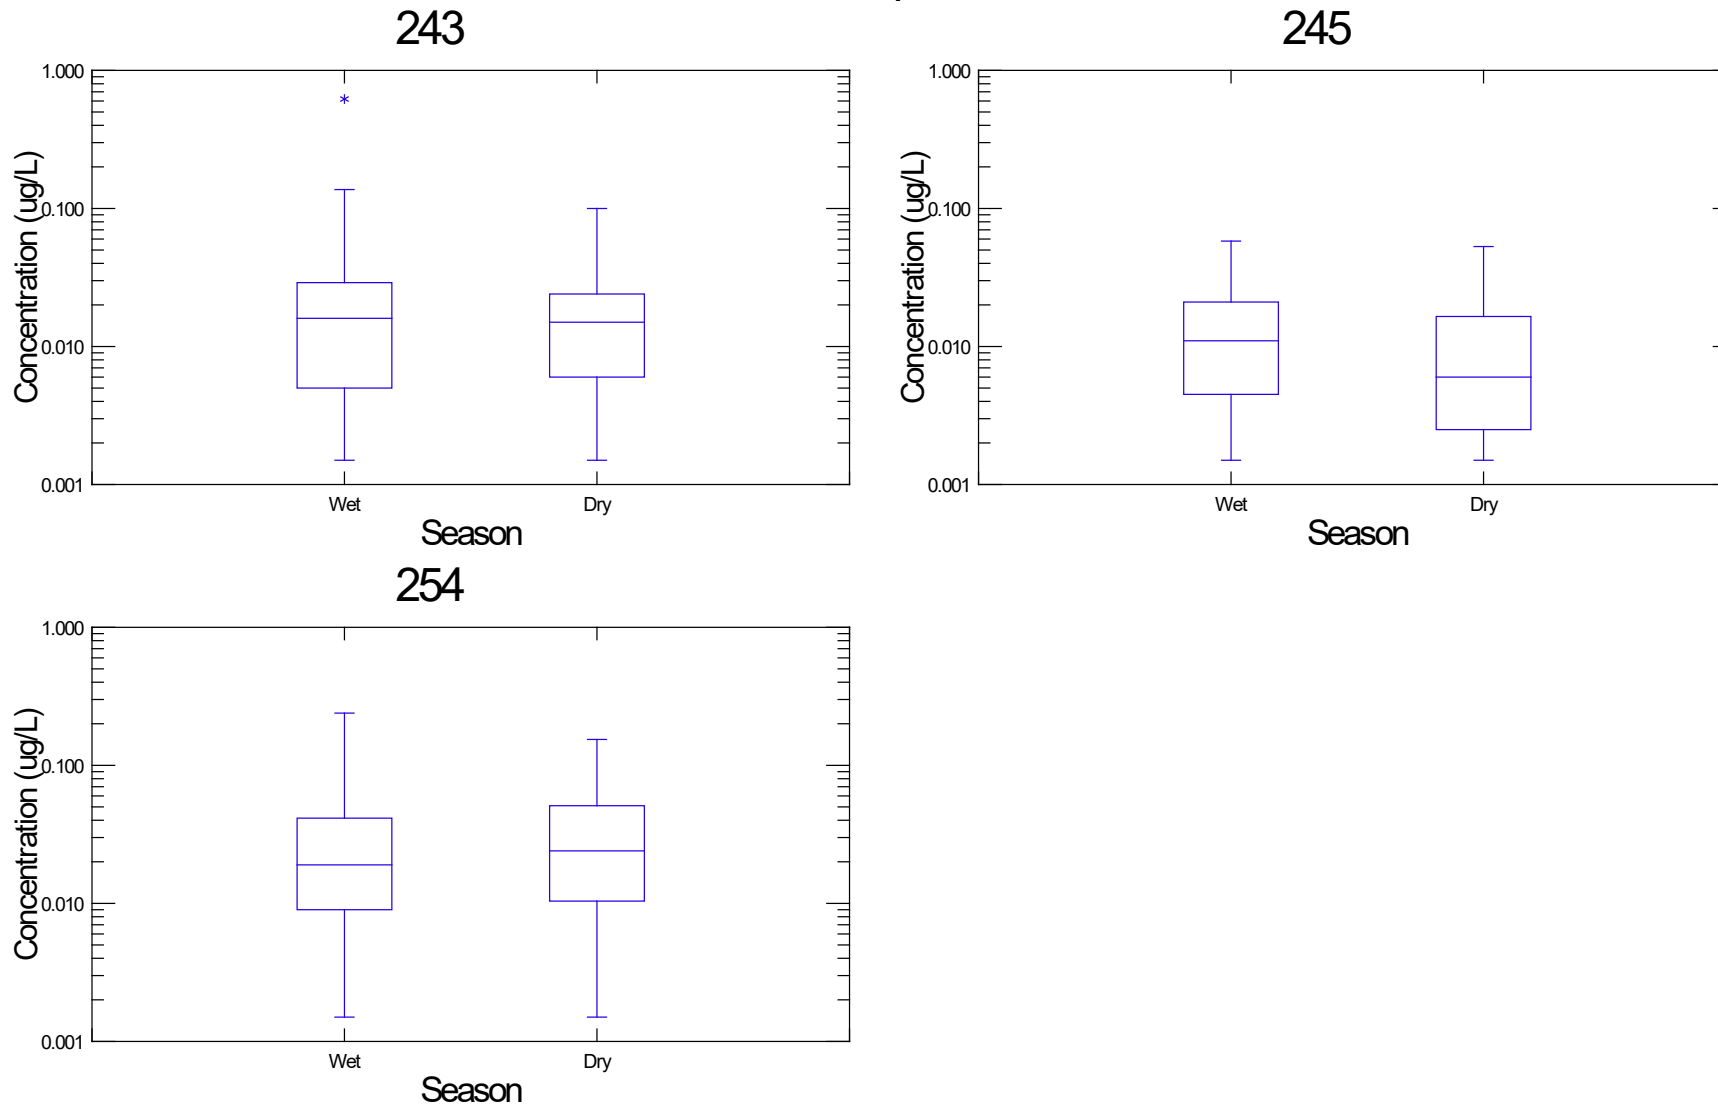 243
1.000
0.100
0.010
0.001
Concentration (ug/L)
Wet
Dry
Season
245
1.000
0.100
0.010
0.001
Concentration (ug/L)
Wet
Dry
Season
254
1.000
0.100
0.010
0.001
Concentration (ug/L)
Wet
Dry
Season